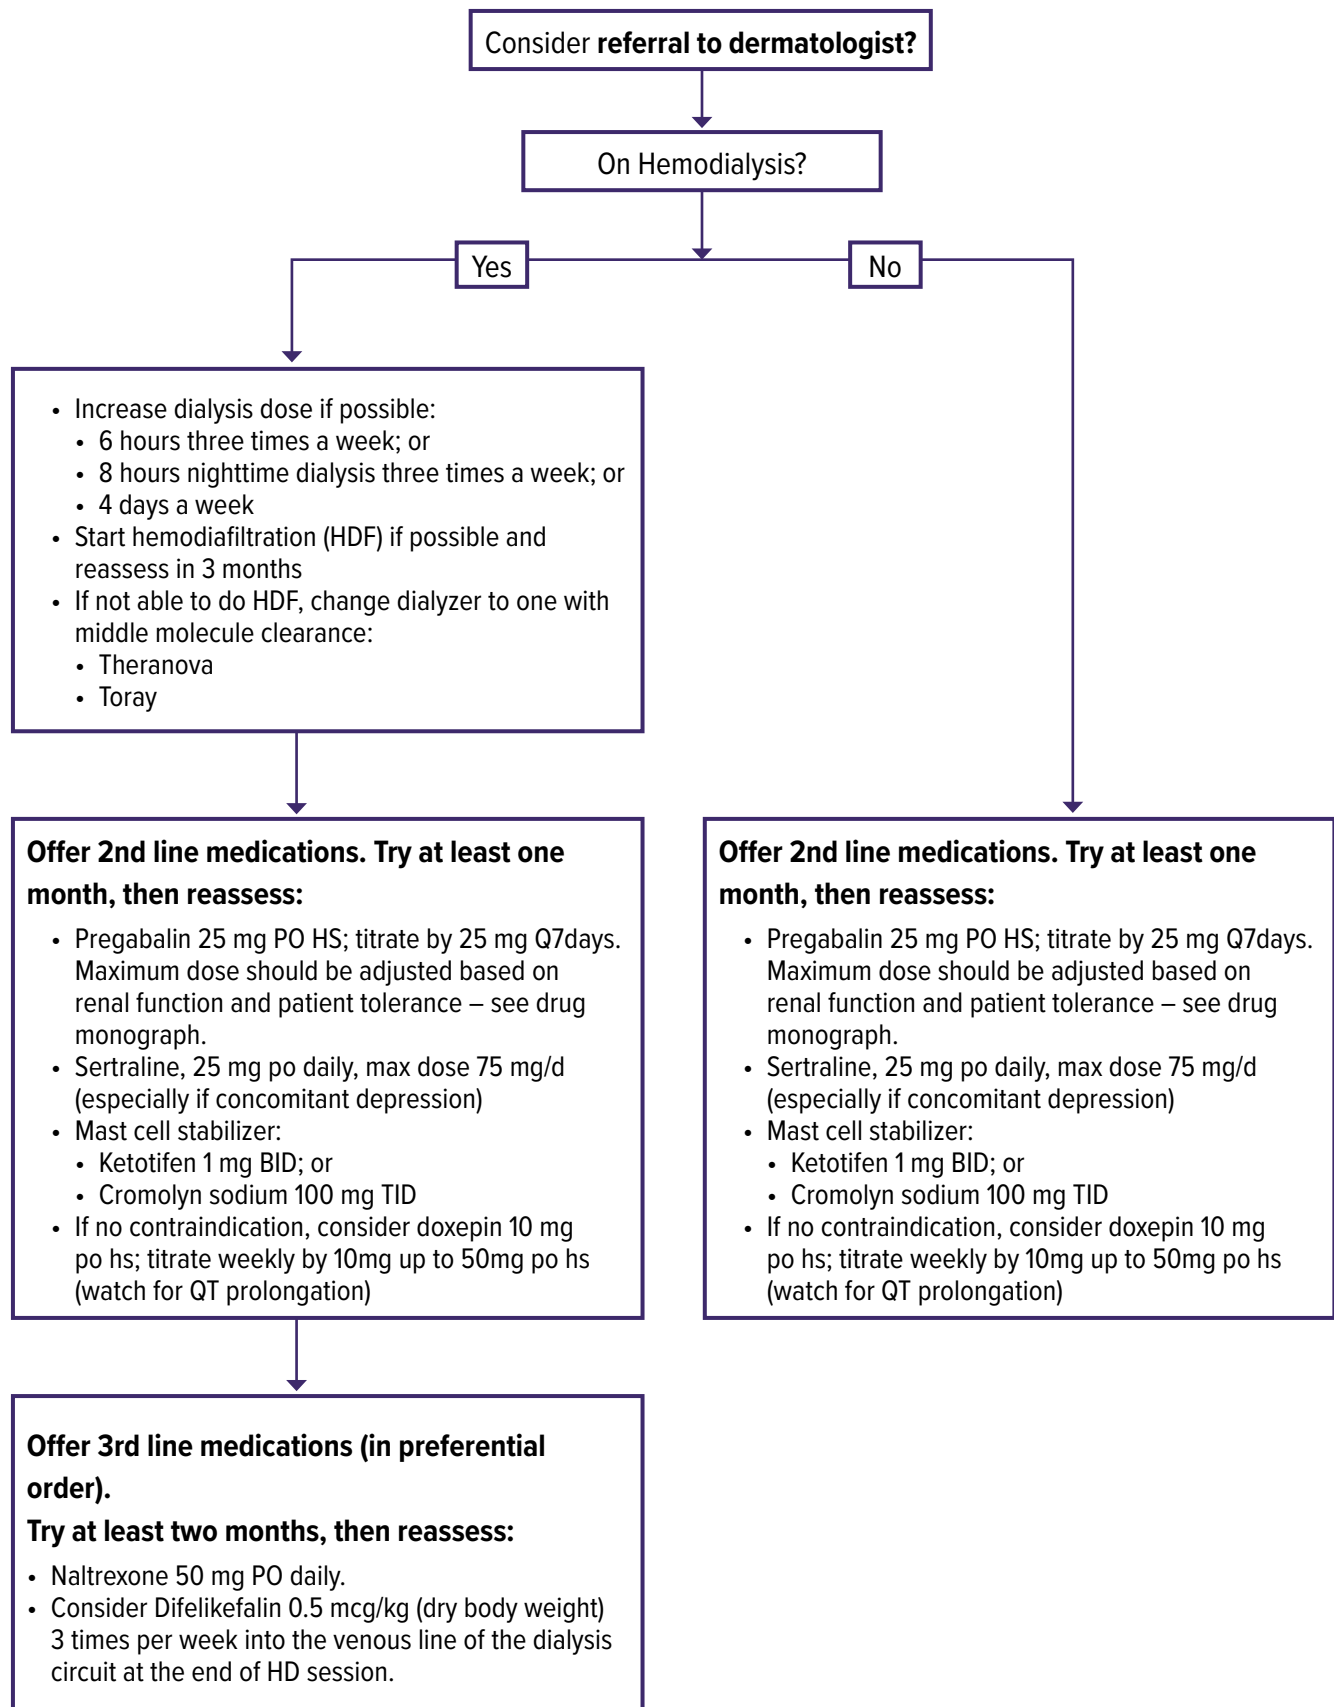 Consider referral to dermatologist?
On Hemodialysis?
Yes
No
• Increase dialysis dose if possible:
• 6 hours three times a week; or
• 8 hours nighttime dialysis three times a week; or
• 4 days a week
• Start hemodiafiltration (HDF) if possible and
reassess in 3 months
• If not able to do HDF, change dialyzer to one with
middle molecule clearance:
• Theranova
• Toray
Offer 2nd line medications. Try at least one
month, then reassess:
• Pregabalin 25 mg PO HS; titrate by 25 mg Q7days.
Maximum dose should be adjusted based on
renal function and patient tolerance – see drug
monograph.
• Sertraline, 25 mg po daily, max dose 75 mg/d
(especially if concomitant depression)
• Mast cell stabilizer:
• Ketotifen 1 mg BID; or
• Cromolyn sodium 100 mg TID
• If no contraindication, consider doxepin 10 mg
po hs; titrate weekly by 10mg up to 50mg po hs
(watch for QT prolongation)
Offer 2nd line medications. Try at least one
month, then reassess:
• Pregabalin 25 mg PO HS; titrate by 25 mg Q7days.
Maximum dose should be adjusted based on
renal function and patient tolerance – see drug
monograph.
• Sertraline, 25 mg po daily, max dose 75 mg/d
(especially if concomitant depression)
• Mast cell stabilizer:
• Ketotifen 1 mg BID; or
• Cromolyn sodium 100 mg TID
• If no contraindication, consider doxepin 10 mg
po hs; titrate weekly by 10mg up to 50mg po hs
(watch for QT prolongation)
Offer 3rd line medications (in preferential
order).
Try at least two months, then reassess:
• Naltrexone 50 mg PO daily.
• Consider Difelikefalin 0.5 mcg/kg (dry body weight)
3 times per week into the venous line of the dialysis
circuit at the end of HD session.